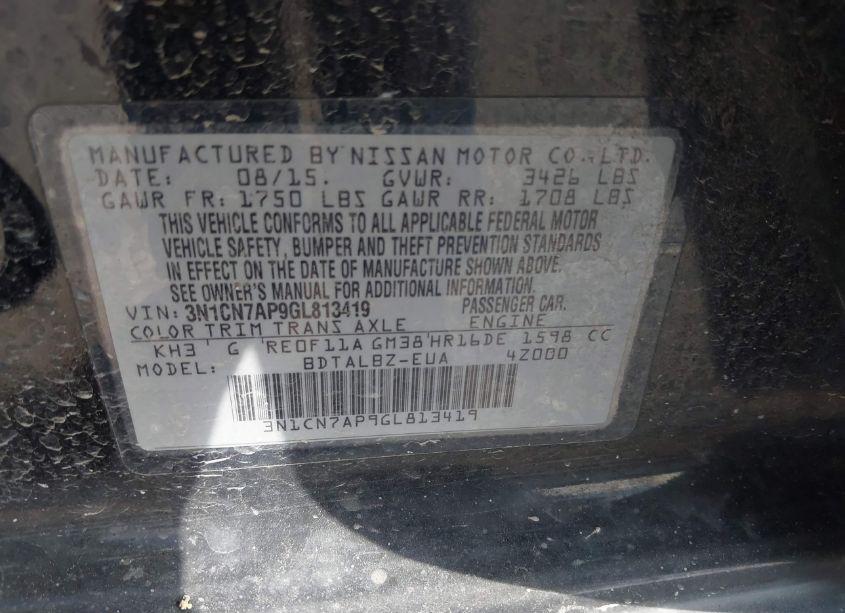 MANUFACTURED BY NISSAN MOTOR CO.,LTD.
DATE: 08/15. GVWR: 3426 LBS
GAWR FR: 1750 LBS GAWR RR: 1708 LBS
THIS VEHICLE CONFORMS TO ALL APPLICABLE FEDERAL MOTOR
VEHICLE SAFETY, BUMPER AND THEFT PREVENTION STANDARDS
IN EFFECT ON THE DATE OF MANUFACTURE SHOWN ABOVE.
SEE OWNER'S MANUAL FOR ADDITIONAL INFORMATION.
VIN: 3N1CN7AP9GL813419 PASSENGER CAR.
COLOR TRIM TRANS AXLE ENGINE
KH3 ' G 'RE0F11A GM38'HR16DE 1598 CC
MODEL: BDTALBZ-EUA 4Z000
3N1CN7AP9GL813419